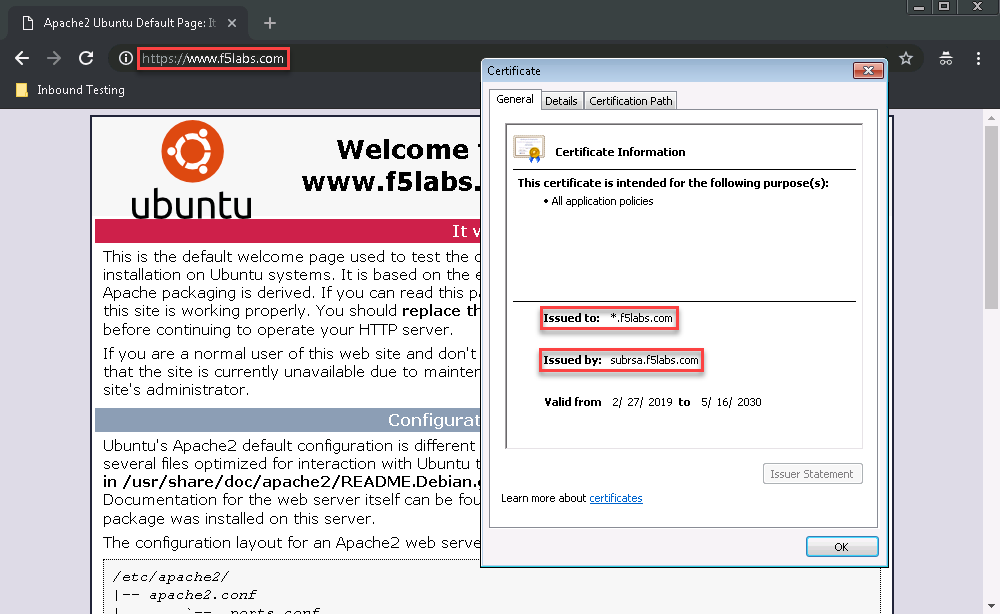 Apache2 Ubuntu Default Page: It
https://www.f5labs.com
Inbound Testing
ubuntu
Welcome
www.f5labs.
It
This is the default welcome page used to test the
installation on Ubuntu systems. It is based on the
Apache packaging is derived. If you can read this
this site is working properly. You should replace
before continuing to operate your HTTP server.
If you are a normal user of this web site and don't
that the site is currently unavailable due to
site's administrator.
Ubuntu's Apache2 default configuration is different
several files optimized for interaction with Ubuntu
in /usr/share/doc/apache2/README.Debian.
Documentation for the web server itself can be
package was installed on this server.
The configuration layout for an Apache2 web
/etc/apache2/
|-- apache2.conf
|       `-- ports.conf
Certificate
General
Details
Certification Path
Certificate Information
This certificate is intended for the following purpose(s):
• All application policies
Issued to: *.f5labs.com
Issued by: subrsa.f5labs.com
Valid from 2/ 27/ 2019 to 5/ 16/ 2030
Issuer Statement
Learn more about certificates
OK